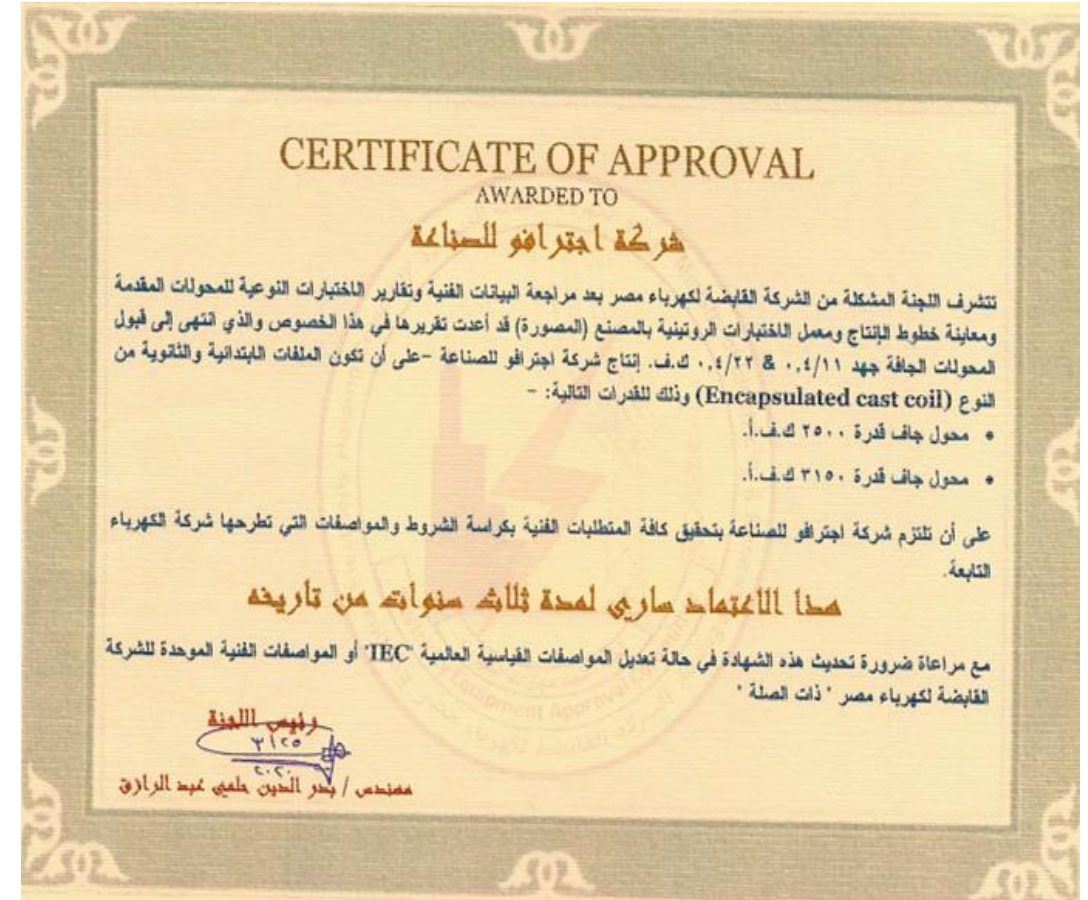 CERTIFICATE OF APPROVAL
AWARDED TO
شركة اجترافو للصناعة
تتشرف اللجنة المشكلة من الشركة القابضة لكهرباء مصر بعد مراجعة البيانات الفنية وتقارير الاختبارات النوعية للمحولات المقدمة
ومعاينة خطوط الإنتاج ومعمل الاختبارات الروتينية بالمصنع (المصورة) قد أعدت تقريرها في هذا الخصوص والذي انتهى إلى قبول
المحولات الجافة جهد ٠,٤/١١ & ٠,٤/٢٢ ك.ف. إنتاج شركة اجترافو للصناعة -على أن تكون الملفات الابتدائية والثانوية من
النوع (Encapsulated cast coil) وذلك للقدرات التالية: -
• محول جاف قدرة ٢٥٠٠ ك.ف.أ.
• محول جاف قدرة ٣١٥٠ ك.ف.أ.
على أن تلتزم شركة اجترافو للصناعة بتحقيق كافة المتطلبات الفنية بكراسة الشروط والمواصفات التي تطرحها شركة الكهرباء
التابعة.
هذا الاعتماد ساري لمدة ثلاث سنوات من تاريخه
مع مراعاة ضرورة تحديث هذه الشهادة في حالة تعديل المواصفات القياسية العالمية "IEC" أو المواصفات الفنية الموحدة للشركة
القابضة لكهرباء مصر " ذات الصلة "
رئيس اللجنة
٣/٢٥
٢٠٢٠
مهندس / بدر الدين حلمي عبد الرازق
Equipment Approval